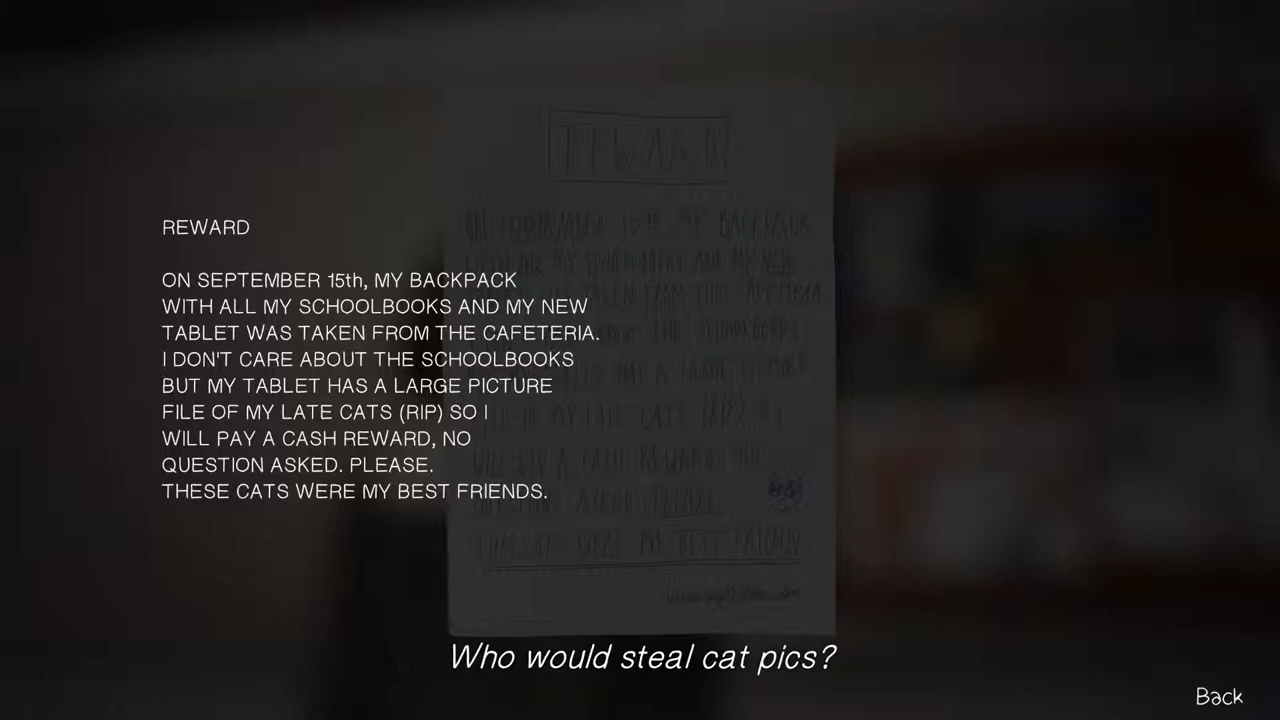 REWARD
ON SEPTEMBER 15th, MY BACKPACK
WITH ALL MY SCHOOLBOOKS AND MY NEW
TABLET WAS TAKEN FROM THE CAFETERIA.
I DON'T CARE ABOUT THE SCHOOLBOOKS
BUT MY TABLET HAS A LARGE PICTURE
FILE OF MY LATE CATS (RIP) SO I
WILL PAY A CASH REWARD, NO
QUESTION ASKED. PLEASE.
THESE CATS WERE MY BEST FRIENDS.
Who would steal cat pics?
Back